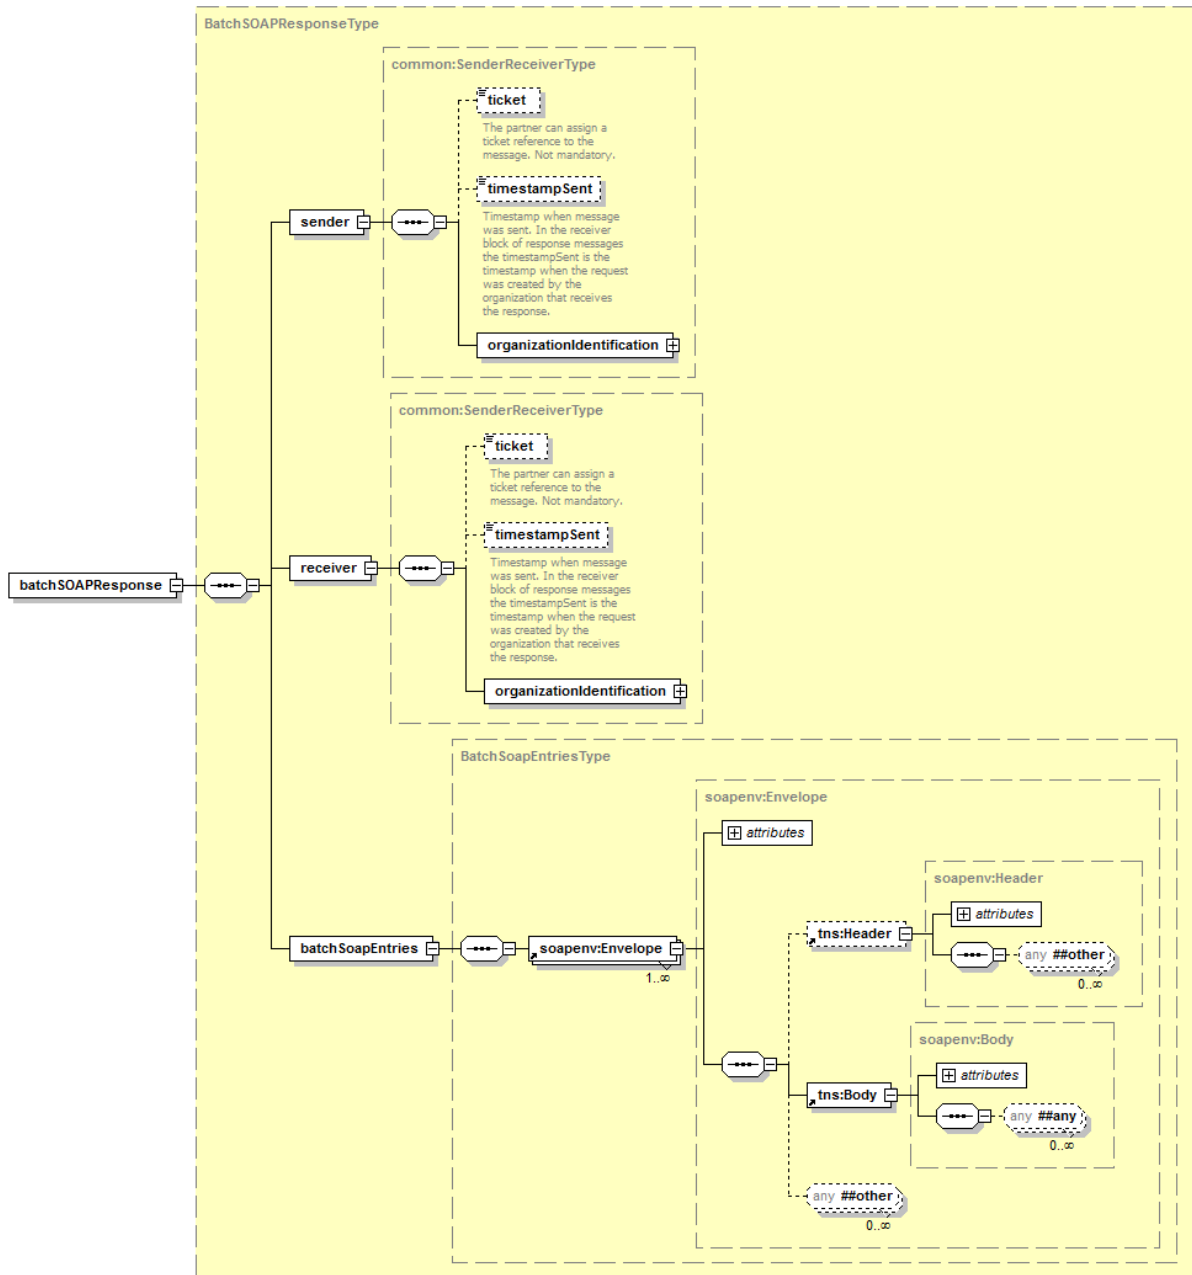 BatchSOAPResponseType
common:SenderReceiverType
ticket
The partner can assign a
ticket reference to the
message. Not mandatory.
timestampSent
Timestamp when message
was sent. In the receiver
block of response messages
the timestampSent is the
timestamp when the request
was created by the
organization that receives
the response.
sender
organizationIdentification
common:SenderReceiverType
ticket
The partner can assign a
ticket reference to the
message. Not mandatory.
timestampSent
Timestamp when message
was sent. In the receiver
block of response messages
the timestampSent is the
timestamp when the request
was created by the
organization that receives
the response.
receiver
batchSOAPResponse
organizationIdentification
BatchSoapEntriesType
soapenv:Envelope
attributes
soapenv:Header
attributes
tns:Header
any ##other
0..∞
batchSoapEntries
soapenv:Envelope
1..∞
soapenv:Body
attributes
tns:Body
any ##any
0..∞
any ##other
0..∞